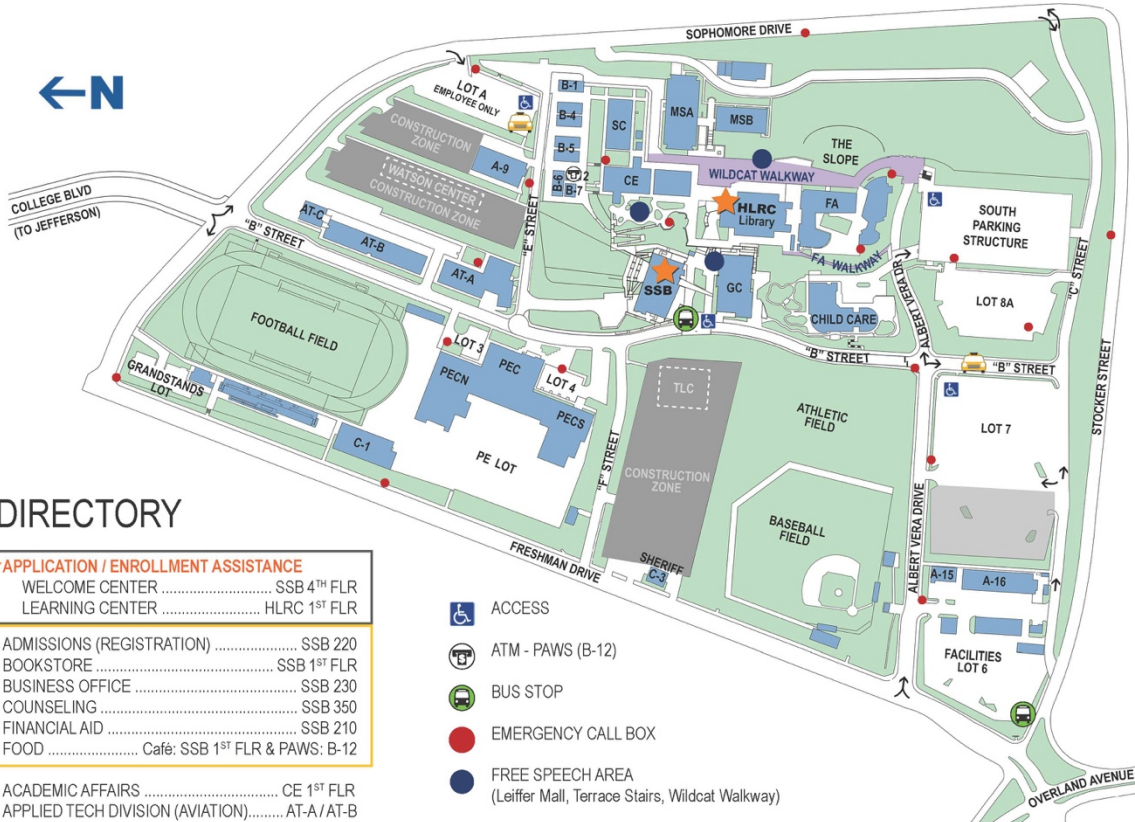 SOPHOMORE DRIVE
N
LOT A
EMPLOYEE ONLY
B-1
B-4
B-5
B-6
B-7
2
SC
MSA
MSB
CE
CONSTRUCTION
ZONE
A-9
WATSON CENTER
CONSTRUCTION ZONE
THE
SLOPE
WILDCAT WALKWAY
COLLEGE BLVD
(TO JEFFERSON)
"B" STREET
AT-C
AT-B
AT-A
"E" STREET
HLRC
Library
FA
FA WALKWAY
SOUTH
PARKING
STRUCTURE
"C" STREET
SSB
GC
CHILD CARE
ALBERT VERA DR
LOT 8A
STOCKER STREET
FOOTBALL FIELD
GRANDSTANDS
LOT
LOT 3
PECN
PEC
LOT 4
PECS
"B" STREET
"B" STREET
TLC
ATHLETIC
FIELD
LOT 7
C-1
PE LOT
"F" STREET
CONSTRUCTION
ZONE
BASEBALL
FIELD
ALBERT VERA DRIVE
FRESHMAN DRIVE
SHERIFF
C-3
A-15
A-16
FACILITIES
LOT 6
OVERLAND AVENUE
DIRECTORY
APPLICATION / ENROLLMENT ASSISTANCE
WELCOME CENTER ........................... SSB 4TH FLR
LEARNING CENTER .......................... HLRC 1ST FLR
ADMISSIONS (REGISTRATION) .................... SSB 220
BOOKSTORE ............................................ SSB 1ST FLR
BUSINESS OFFICE ........................................ SSB 230
COUNSELING ................................................ SSB 350
FINANCIAL AID .............................................. SSB 210
FOOD ...................... Café: SSB 1ST FLR & PAWS: B-12
ACADEMIC AFFAIRS ........................... CE 1ST FLR
APPLIED TECH DIVISION (AVIATION)......... AT-A / AT-B
ACCESS
ATM - PAWS (B-12)
BUS STOP
EMERGENCY CALL BOX
FREE SPEECH AREA
(Leiffer Mall, Terrace Stairs, Wildcat Walkway)